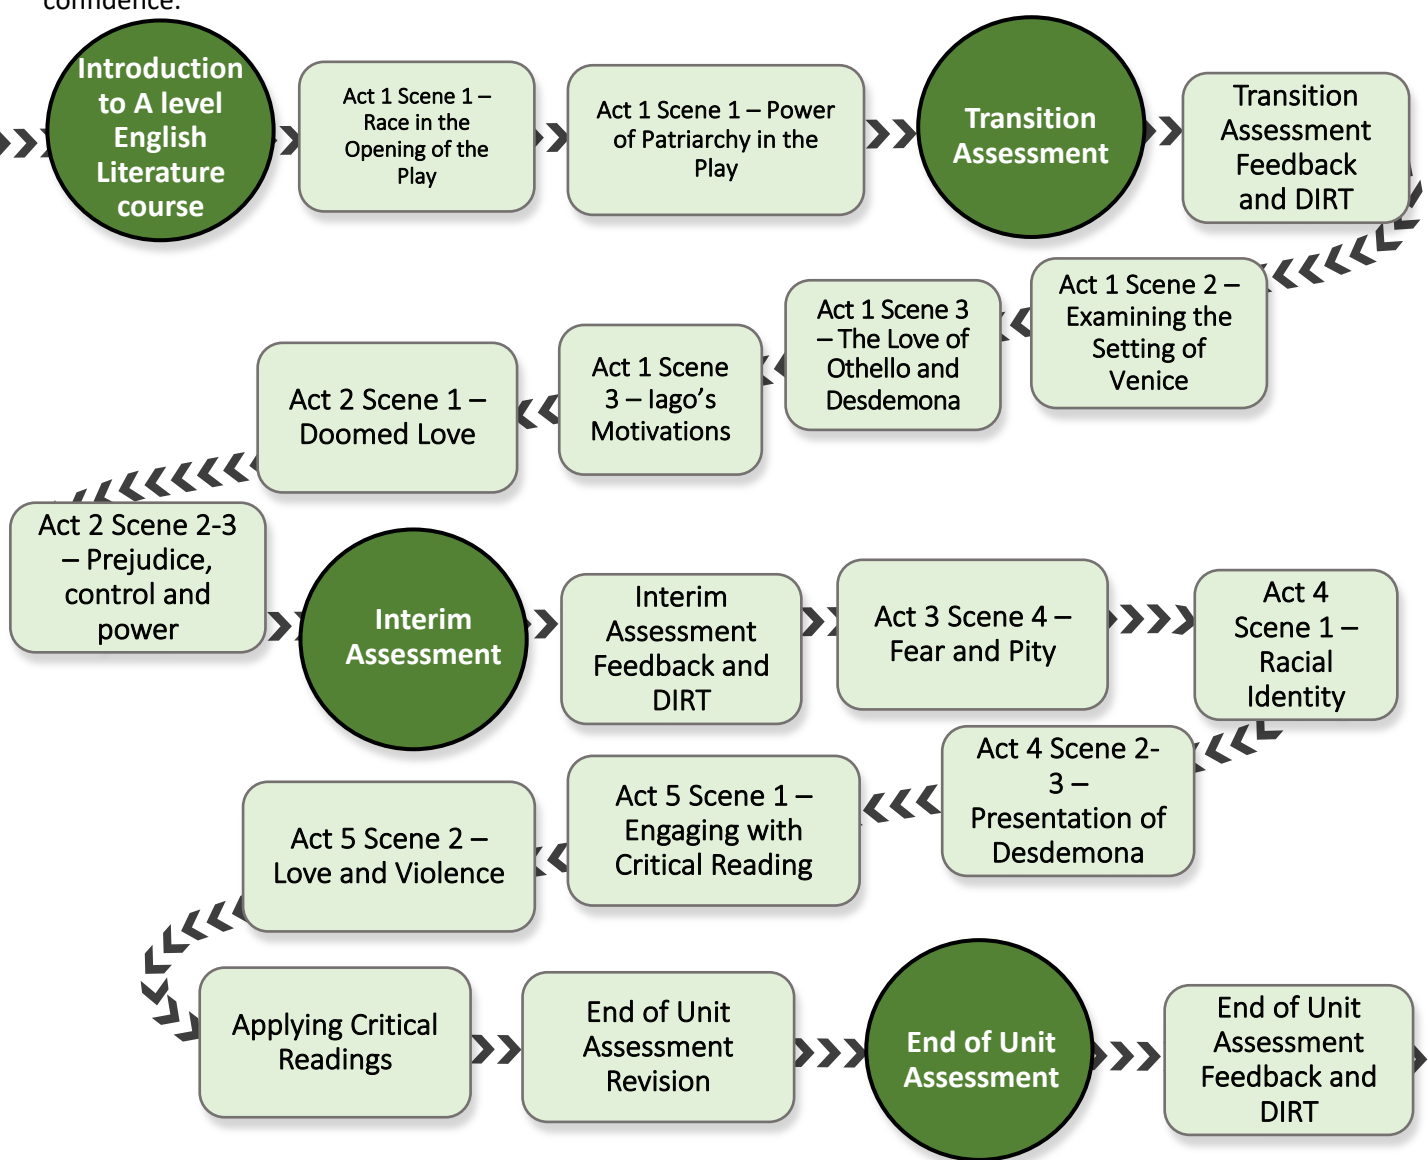 confidence.
Introduction
to A level
English
Literature
course
Act 1 Scene 1 –
Race in the
Opening of the
Play
Act 1 Scene 1 – Power
of Patriarchy in the
Play
Transition
Assessment
Transition
Assessment
Feedback
and DIRT
Act 1 Scene 2 –
Examining the
Setting of
Venice
Act 1 Scene 3
– The Love of
Othello and
Desdemona
Act 1 Scene
3 – Iago’s
Motivations
Act 2 Scene 1 –
Doomed Love
Act 2 Scene 2-3
– Prejudice,
control and
power
Interim
Assessment
Interim
Assessment
Feedback and
DIRT
Act 3 Scene 4 –
Fear and Pity
Act 4
Scene 1 –
Racial
Identity
Act 4 Scene 2-
3 –
Presentation of
Desdemona
Act 5 Scene 1 –
Engaging with
Critical Reading
Act 5 Scene 2 –
Love and Violence
Applying Critical
Readings
End of Unit
Assessment
Revision
End of Unit
Assessment
End of Unit
Assessment
Feedback and
DIRT